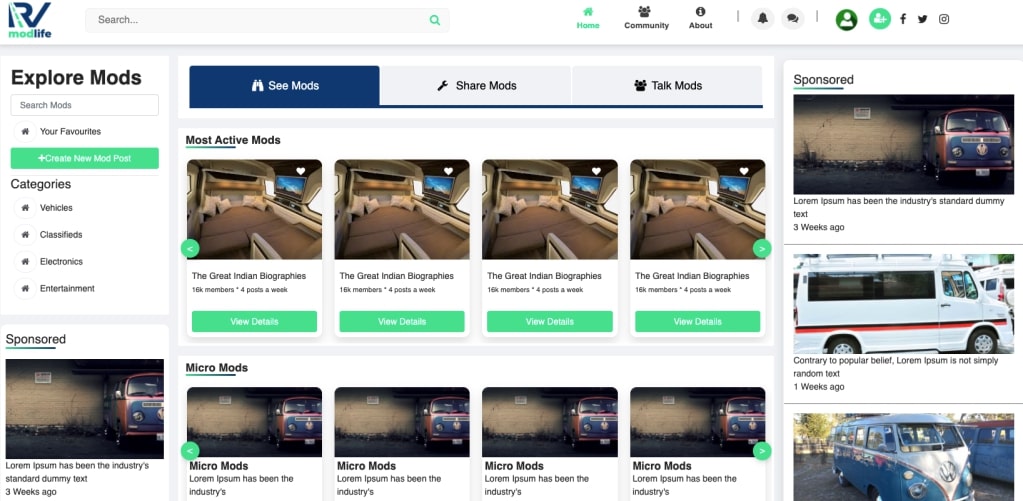 RV
modlife
Search...
Home
Community
About
Explore Mods
Search Mods
Your Favourites
+Create New Mod Post
Categories
Vehicles
Classifieds
Electronics
Entertainment
Sponsored
Lorem Ipsum has been the industry's
standard dummy text
3 Weeks ago
See Mods
Share Mods
Talk Mods
Most Active Mods
<
The Great Indian Biographies
16k members * 4 posts a week
View Details
The Great Indian Biographies
16k members * 4 posts a week
View Details
The Great Indian Biographies
16k members * 4 posts a week
View Details
The Great Indian Biographies
16k members * 4 posts a week
View Details
>
Micro Mods
<
Micro Mods
Lorem Ipsum has been the
industry's
Micro Mods
Lorem Ipsum has been the
industry's
Micro Mods
Lorem Ipsum has been the
industry's
Micro Mods
Lorem Ipsum has been the
industry's
>
Sponsored
Lorem Ipsum has been the industry's standard dummy
text
3 Weeks ago
Contrary to popular belief, Lorem Ipsum is not simply
random text
1 Weeks ago